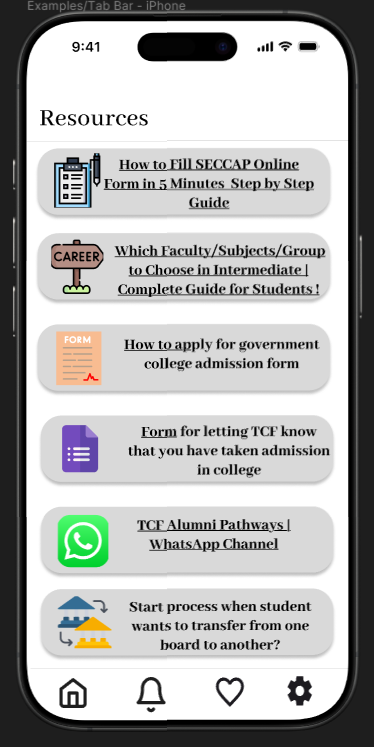 Examples/Tab Bar - iPhone
9:41
Resources
How to Fill SECCAP Online
Form in 5 Minutes Step by Step
Guide
CAREER
Which Faculty/Subjects/Group
to Choose in Intermediate |
Complete Guide for Students !
FORM
How to apply for government
college admission form
Form for letting TCF know
that you have taken admission
in college
TCF Alumni Pathways |
WhatsApp Channel
Start process when student
wants to transfer from one
board to another?